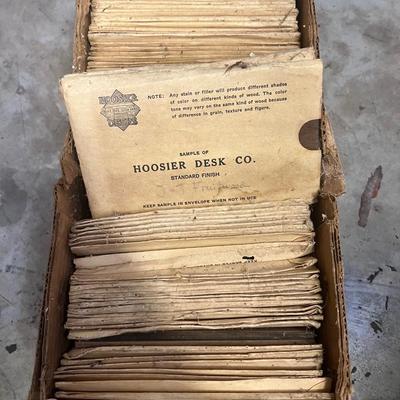 HOOSIER
DESKS
NOTE: Any stain or filler will produce different shades
of color on different kinds of wood. The color
tone may vary on the same kind of wood because
of difference in grain, texture and figure.
SAMPLE OF
HOOSIER DESK CO.
STANDARD FINISH
KEEP SAMPLE IN ENVELOPE WHEN NOT IN USE